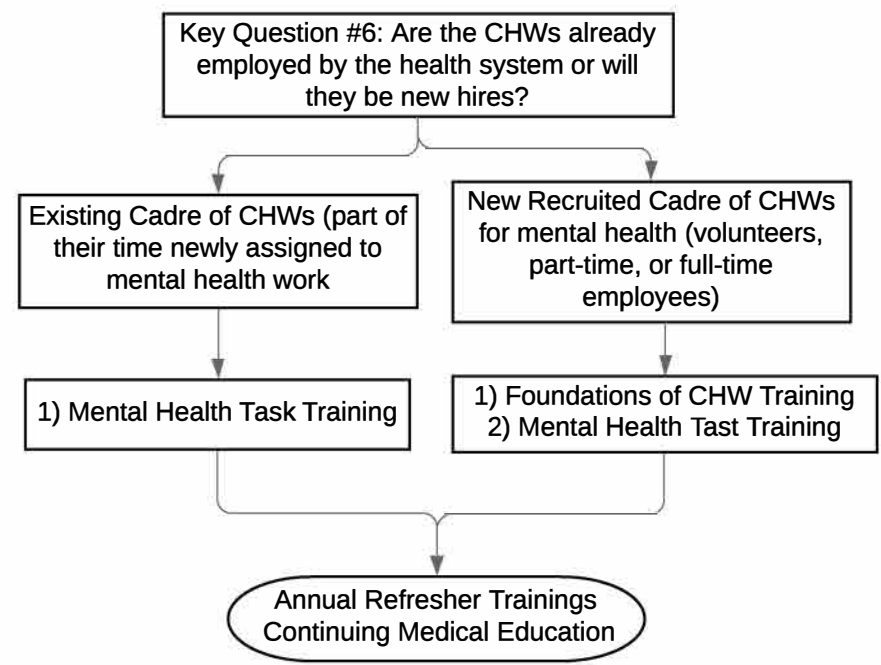 Key Question #6: Are the CHWs already
employed by the health system or will
they be new hires?
Existing Cadre of CHWs (part of
their time newly assigned to
mental health work
New Recruited Cadre of CHWs
for mental health (volunteers,
part-time, or full-time
employees)
1) Mental Health Task Training
1) Foundations of CHW Training
2) Mental Health Tast Training
Annual Refresher Trainings
Continuing Medical Education